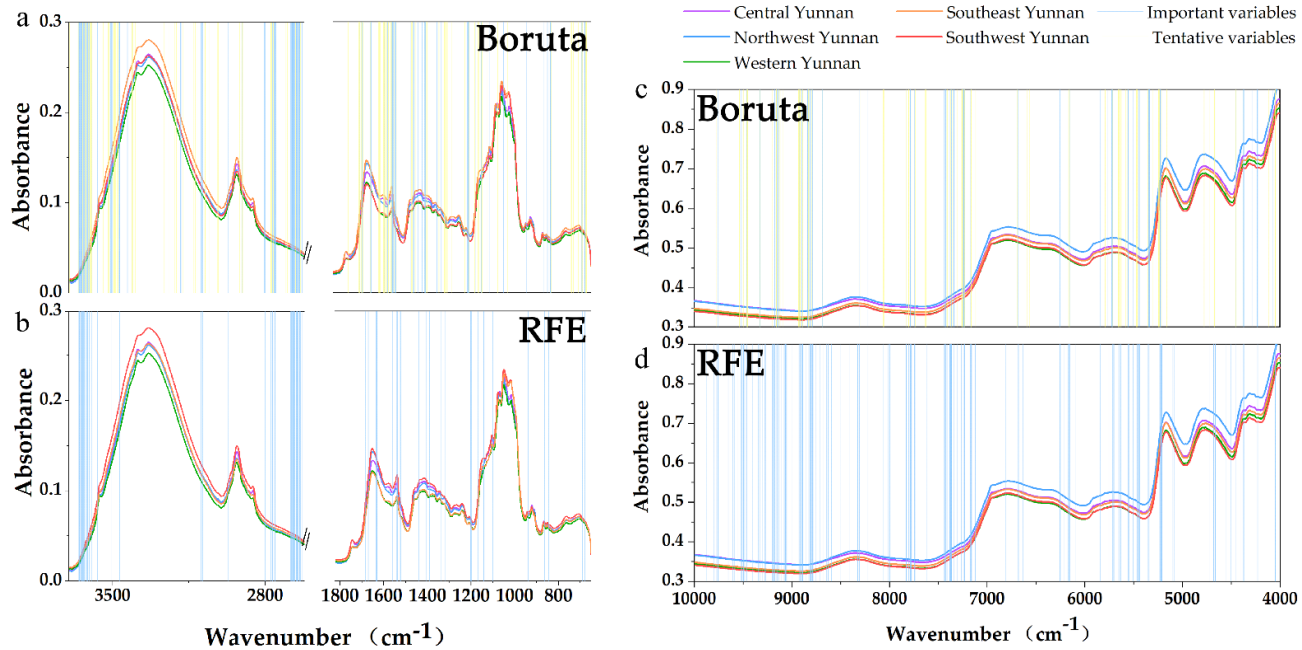 Central Yunnan
Southeast Yunnan
Important variables
Northwest Yunnan
Southwest Yunnan
Tentative variables
Western Yunnan
a
Boruta
0.3
0.2
0.1
0.0
Absorbance
b
RFE
0.3
0.2
0.1
0.0
Absorbance
3500 2800 1800 1600 1400 1200 1000 800
Wavenumber (cm-1)
c
Boruta
0.9
0.8
0.7
0.6
0.5
0.4
0.3
Absorbance
d
RFE
0.9
0.8
0.7
0.6
0.5
0.4
0.3
Absorbance
10000 9000 8000 7000 6000 5000 4000
Wavenumber (cm-1)